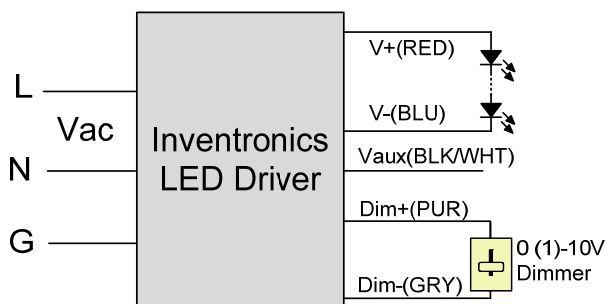 L
Vac
N
G
Inventronics
LED Driver
V+(RED)
V-(BLU)
Vaux(BLK/WHT)
Dim+(PUR)
Dim-(GRY)
0 (1)-10V
Dimmer